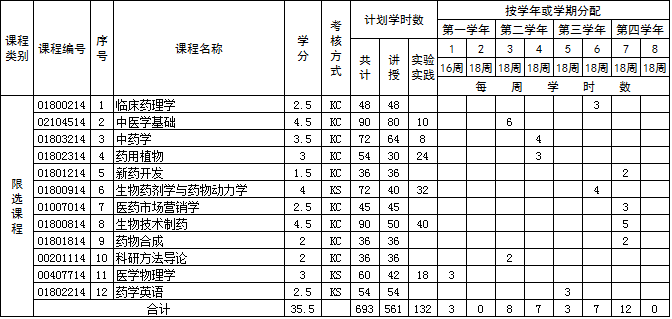 课程类别 课程编号 序号 课程名称 学分 考核方式 计划学时数 按学年或学期分配
共计 讲授 实验实践 第一学年 第二学年 第三学年 第四学年
1 2 3 4 5 6 7 8
16周 18周 18周 18周 18周 18周 18周 18周
每 周 学 时 数
限选课程
01800214 1 临床药理学 2.5 KC 48 48 3
02104514 2 中医学基础 4.5 KC 90 80 10 6
01803214 3 中药学 3.5 KC 72 64 8 4
01802314 4 药用植物 3 KC 54 30 24 3
01801214 5 新药开发 1.5 KC 36 36 2
01800914 6 生物药剂学与药物动力学 4 KS 72 40 32 4
01007014 7 医药市场营销学 2.5 KC 45 45 3
01800814 8 生物技术制药 4.5 KC 90 50 40 5
01801814 9 药物合成 2 KC 36 36 2
00201114 10 科研方法导论 2 KC 36 36 2
00407714 11 医学物理学 3 KS 60 42 18 3
01802214 12 药学英语 2.5 KS 54 54 3
合计 35.5 693 561 132 3 0 8 7 3 7 12 0